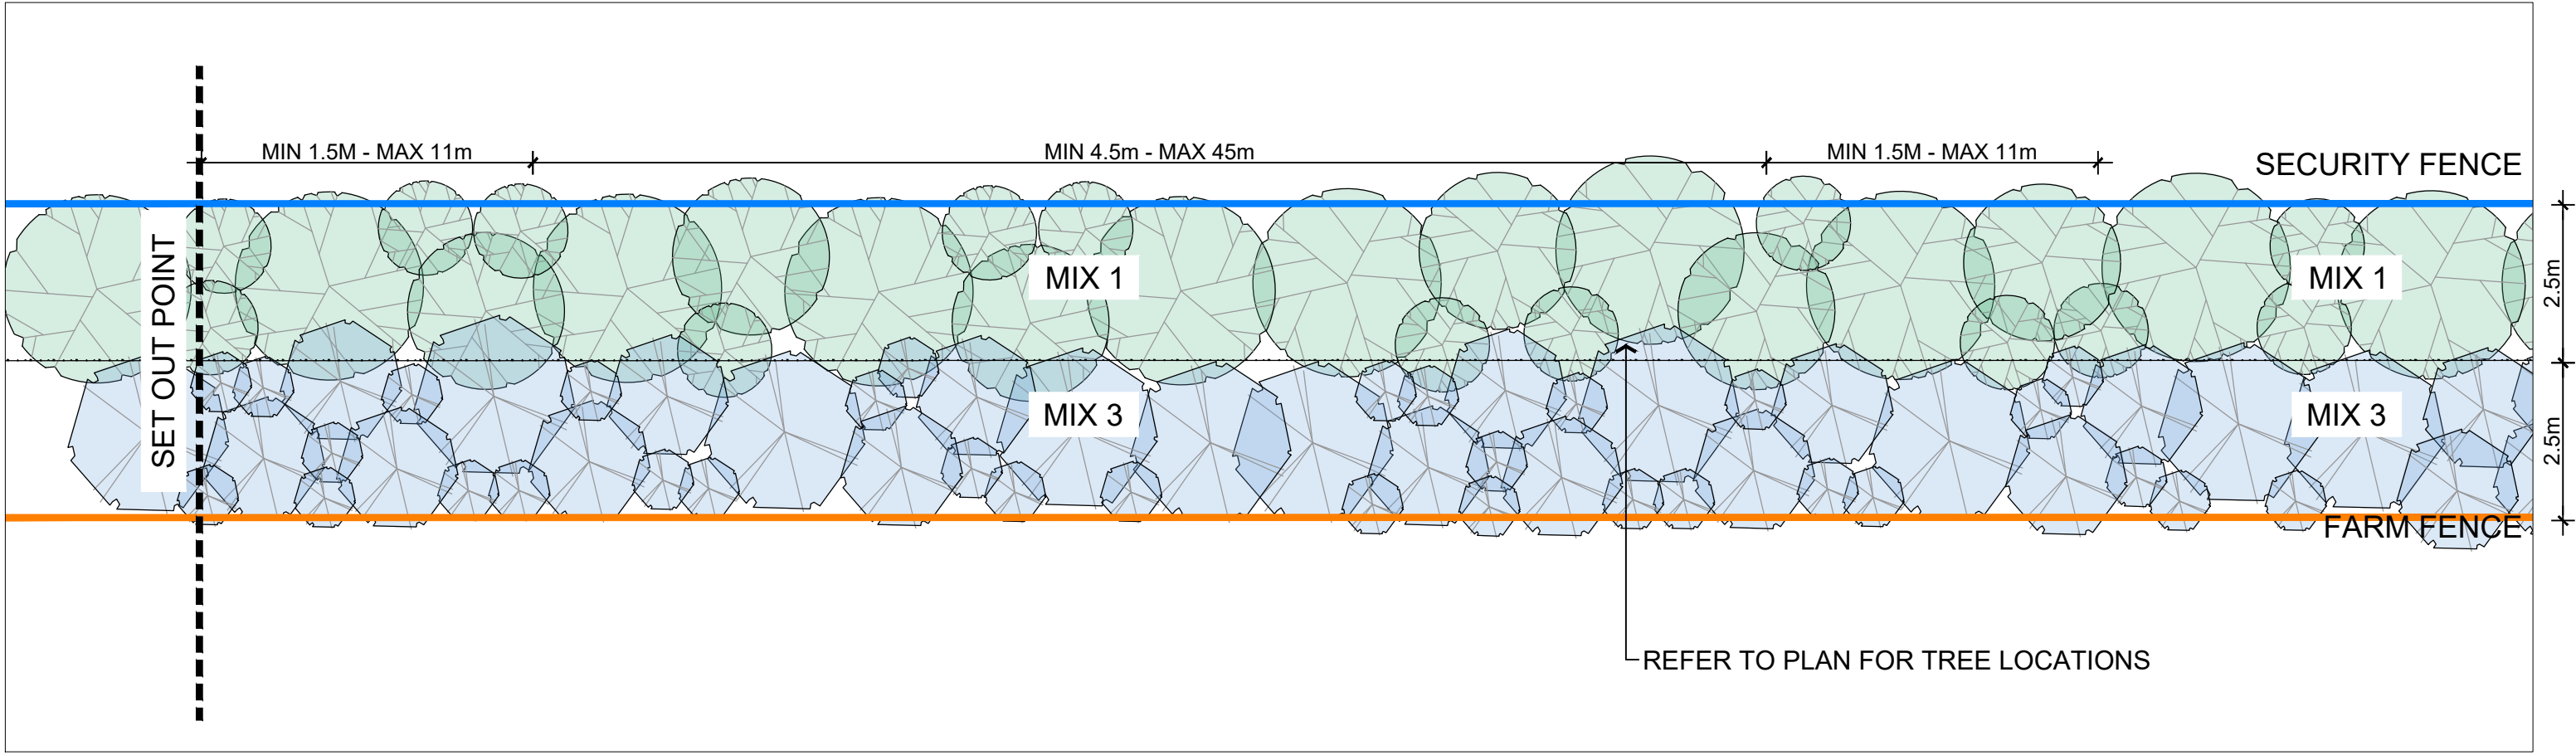 MIN 1.5M - MAX 11m
MIN 4.5m - MAX 45m
MIN 1.5M - MAX 11m
SECURITY FENCE
SET OUT POINT
MIX 1
MIX 1
2.5m
MIX 3
MIX 3
2.5m
FARM FENCE
REFER TO PLAN FOR TREE LOCATIONS